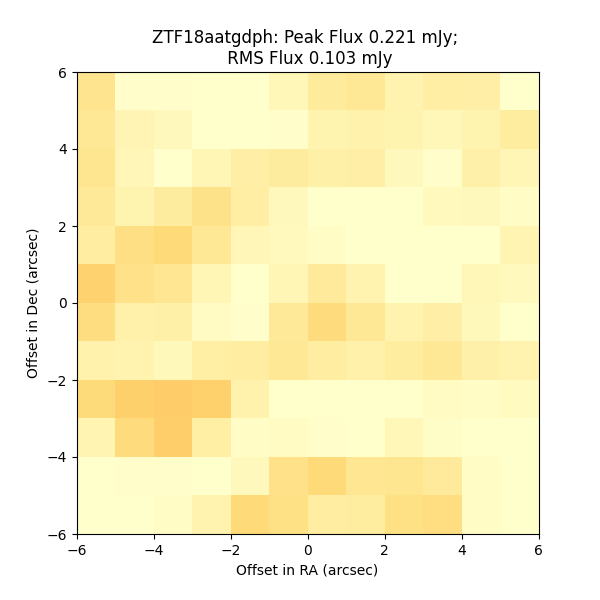 ZTF18aatgdph: Peak Flux 0.221 mJy;
RMS Flux 0.103 mJy
6
4
2
0
−2
−4
−6
Offset in Dec (arcsec)
−6 −4 −2 0 2 4 6
Offset in RA (arcsec)